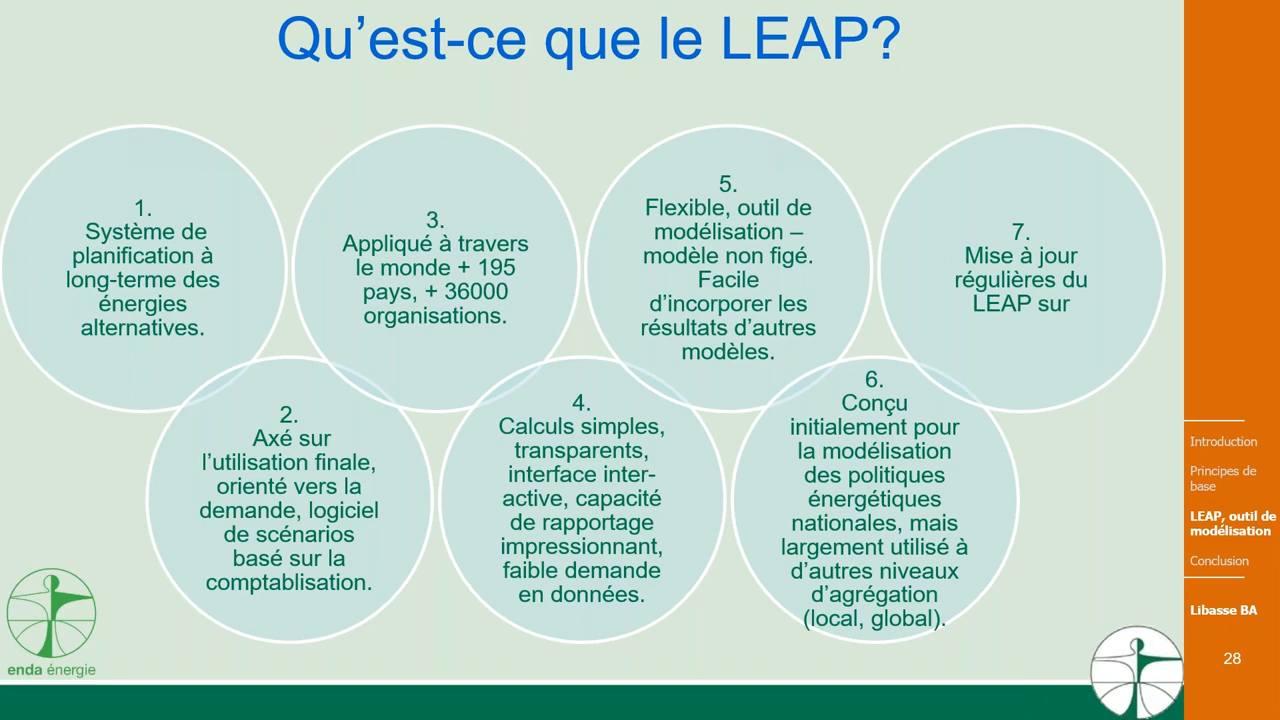 Qu’est-ce que le LEAP?
1.
Système de
planification à
long-terme des
énergies
alternatives.
2.
Axé sur
l’utilisation finale,
orienté vers la
demande, logiciel
de scénarios
basé sur la
comptablisation.
3.
Appliqué à travers
le monde + 195
pays, + 36000
organisations.
4.
Calculs simples,
transparents,
interface inter-
active, capacité
de rapportage
impressionnant,
faible demande
en données.
5.
Flexible, outil de
modélisation –
modèle non figé.
Facile
d’incorporer les
résultats d’autres
modèles.
6.
Conçu
initialement pour
la modélisation
des politiques
énergétiques
nationales, mais
largement utilisé à
d’autres niveaux
d’agrégation
(local, global).
7.
Mise à jour
régulières du
LEAP sur
Introduction
Principes de
base
LEAP, outil de
modélisation
Conclusion
Libasse BA
28
enda énergie